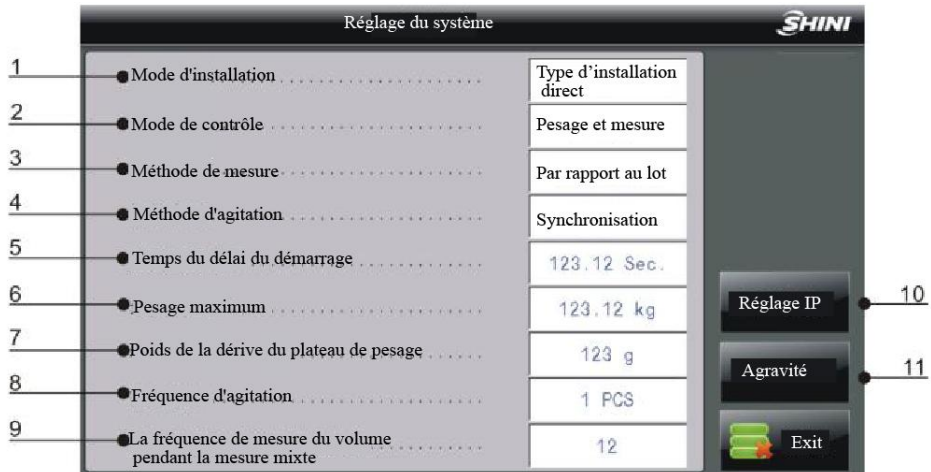 Réglage du système SHINI
1 Mode d'installation Type d’installation
direct
2 Mode de contrôle Pesage et mesure
3 Méthode de mesure Par rapport au lot
4 Méthode d'agitation Synchronisation
5 Temps du délai du démarrage 123.12 Sec.
6 Pesage maximum 123.12 kg
Réglage IP 10
7 Poids de la dérive du plateau de pesage 123 g
Agravité 11
8 Fréquence d'agitation 1 PCS
9 La fréquence de mesure du volume 12
pendant la mesure mixte
Exit